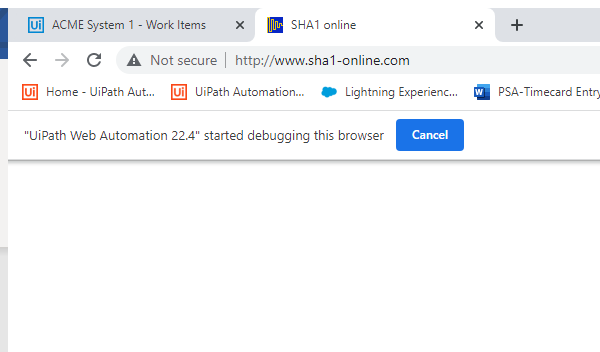 ACME System 1 - Work Items
SHA1 online
Not secure | http://www.sha1-online.com
Home - UiPath Aut... UiPath Automation... Lightning Experienc... PSA-Timecard Entry
"UiPath Web Automation 22.4" started debugging this browser Cancel